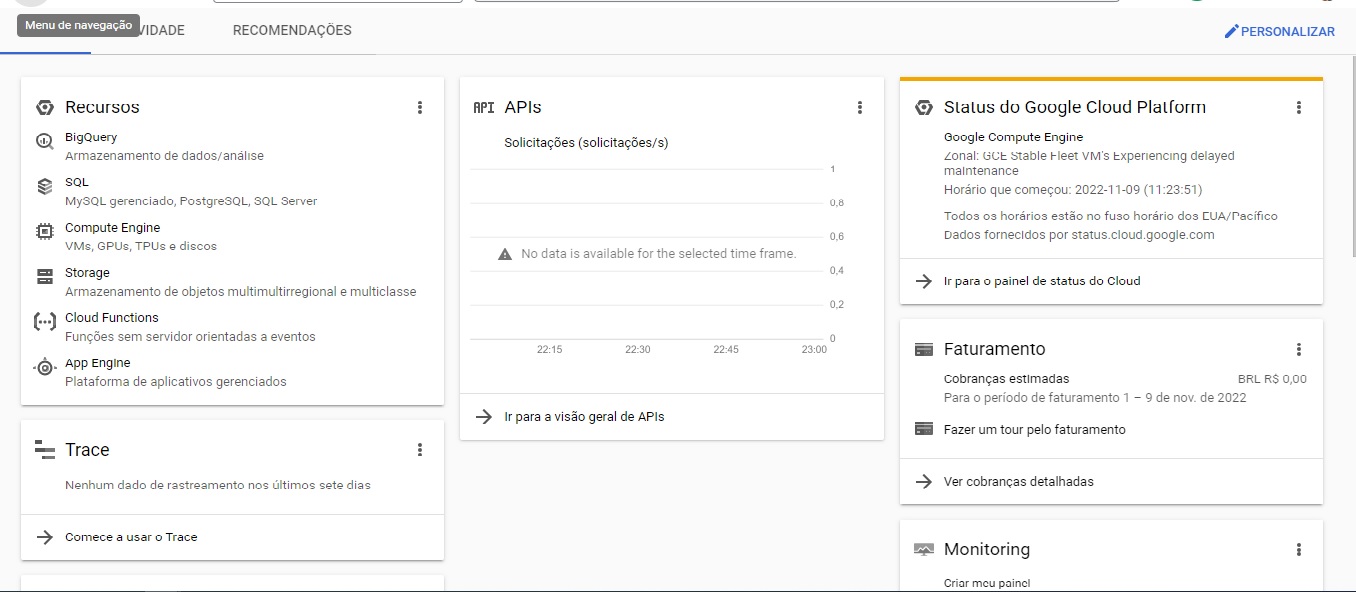 Menu de navegação
VIDADE
RECOMENDAÇÕES
PERSONALIZAR
Recursos
BigQuery
Armazenamento de dados/análise
SQL
MySQL gerenciado, PostgreSQL, SQL Server
Compute Engine
VMs, GPUs, TPUs e discos
Storage
Armazenamento de objetos multimultirregional e multiclasse
Cloud Functions
Funções sem servidor orientadas a eventos
App Engine
Plataforma de aplicativos gerenciados
Trace
Nenhum dado de rastreamento nos últimos sete dias
Comece a usar o Trace
API APIs
Solicitações (solicitações/s)
1
0,8
0,6
No data is available for the selected time frame.
0,4
0,2
0
22:15 22:30 22:45 23:00
Ir para a visão geral de APIs
Status do Google Cloud Platform
Google Compute Engine
Zonal: GCE Stable Fleet VM's Experiencing delayed
maintenance
Horário que começou: 2022-11-09 (11:23:51)
Todos os horários estão no fuso horário dos EUA/Pacífico
Dados fornecidos por status.cloud.google.com
Ir para o painel de status do Cloud
Faturamento
Cobranças estimadas BRL R$ 0,00
Para o período de faturamento 1 – 9 de nov. de 2022
Fazer um tour pelo faturamento
Ver cobranças detalhadas
Monitoring
Criar meu painel